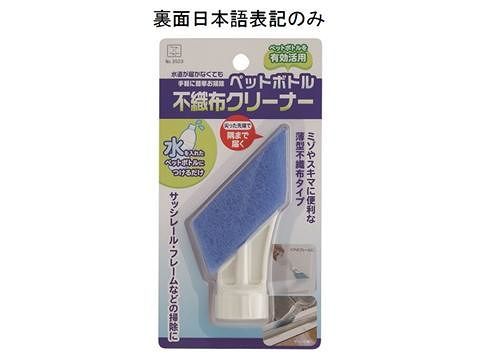 裏面日本語表記のみ
ペットボトルを
有効活用
水道が届かなくても
手軽に簡単お掃除
ペットボトル
不織布クリーナー
尖った先端で
隅まで
届く
水を入れた
ペットボトルに
つけるだけ
ミゾやスキマに便利な
薄型不織布タイプ
サッシレール・フレームなどの掃除に